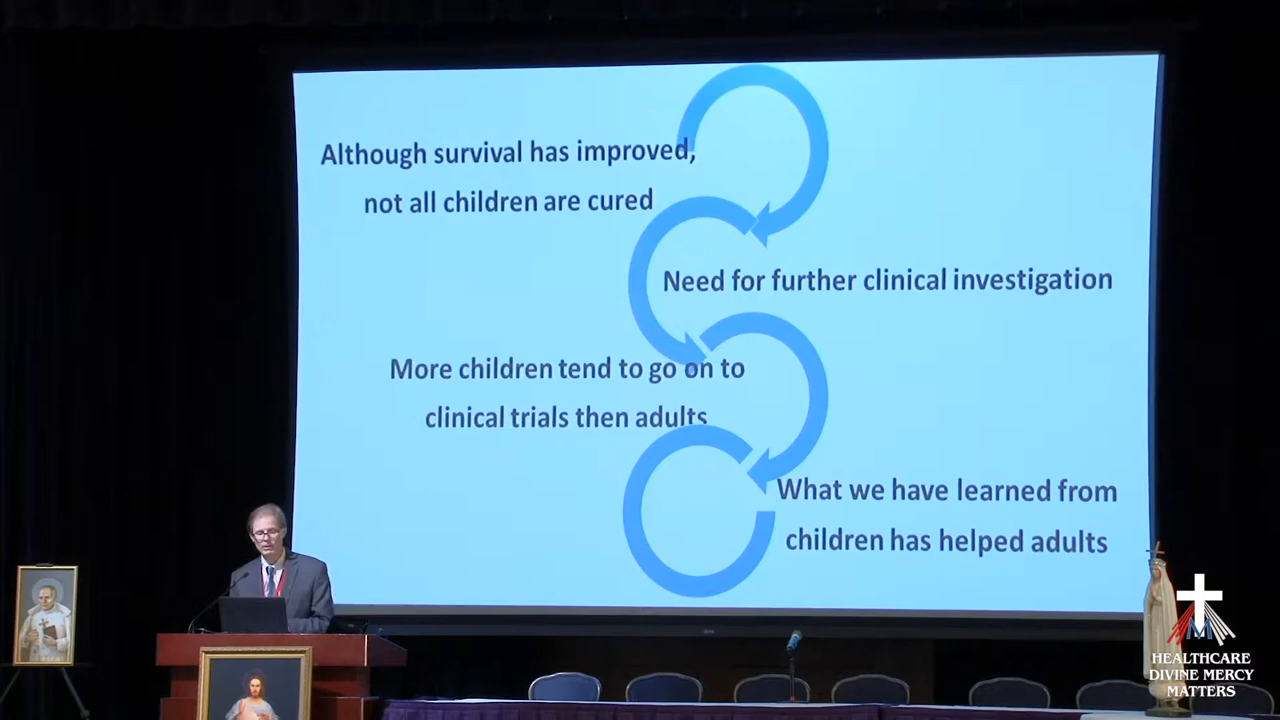 Although survival has improved,
not all children are cured
Need for further clinical investigation
More children tend to go on to
clinical trials then adults
What we have learned from
children has helped adults
HEALTHCARE
DIVINE MERCY
MATTERS